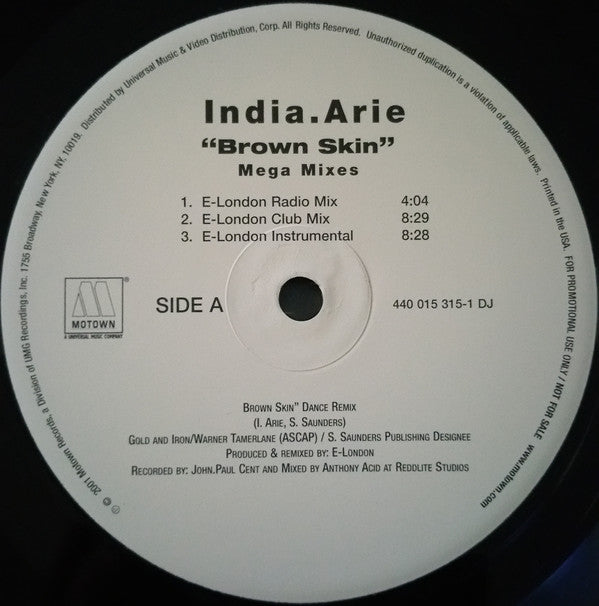 India.Arie
“Brown Skin”
Mega Mixes
1. E-London Radio Mix 4:04
2. E-London Club Mix 8:29
3. E-London Instrumental 8:28
®
MOTOWN
A UNIVERSAL MUSIC COMPANY
SIDE A
440 015 315-1 DJ
Brown Skin” Dance Remix
(I. Arie, S. Saunders)
Gold and Iron/Warner Tamerlane (ASCAP) / S. Saunders Publishing Designee
Produced & remixed by: E-London
Recorded by: John.Paul Cent and Mixed by Anthony Acid at Reddlite Studios
℗ © 2001 Motown Records, a Division of UMG Recordings, Inc. 1755 Broadway, New York, NY. 10019. Distributed by Universal Music & Video Distribution, Corp. All Rights Reserved. Unauthorized duplication is a violation of applicable laws. Printed in the USA. FOR PROMOTIONAL USE ONLY / NOT FOR SALE www.motown.com